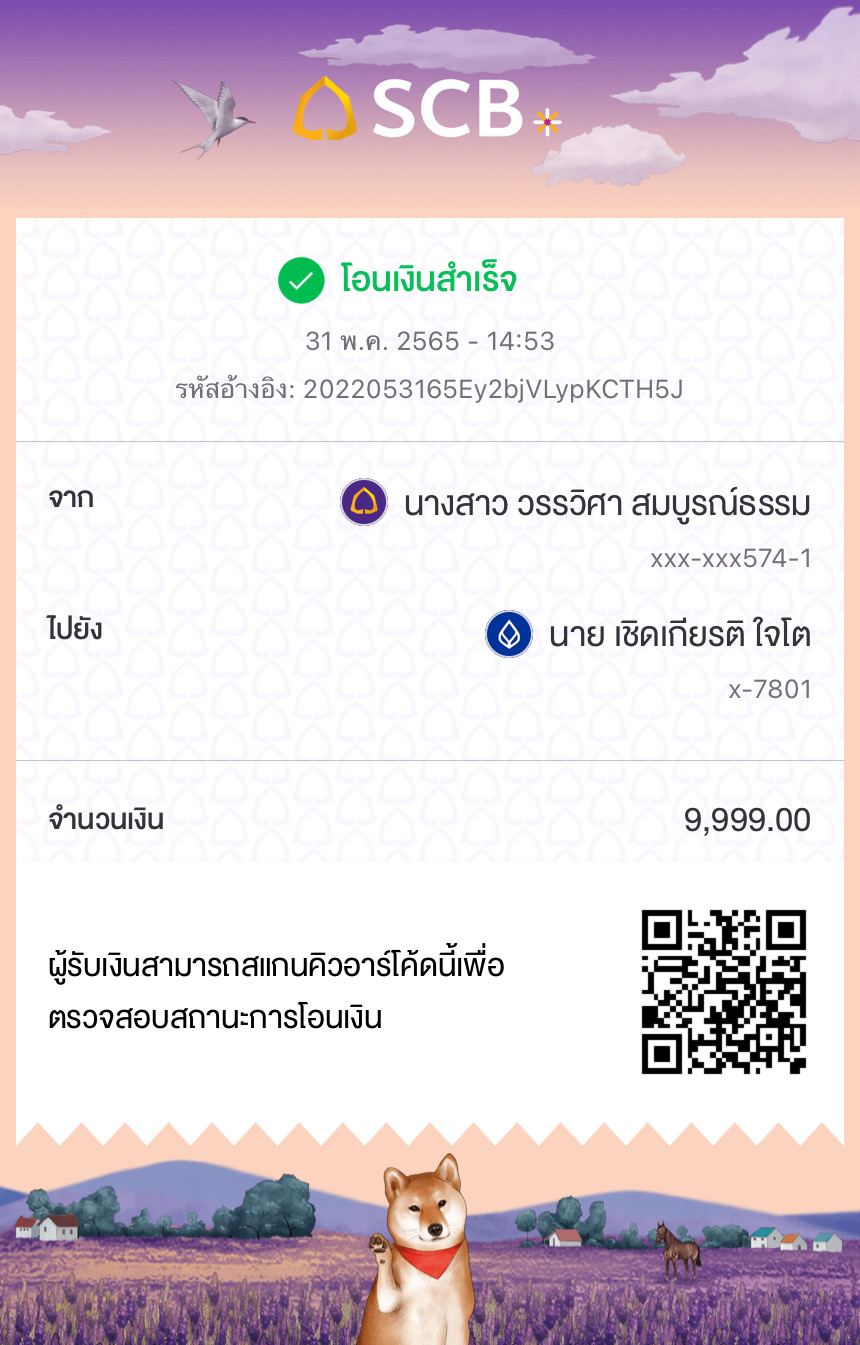 SCB
โอนเงินสำเร็จ
31 พ.ค. 2565 - 14:53
รหัสอ้างอิง: 2022053165Ey2bjVLypKCTH5J
จาก
นางสาว วรรวิศา สมบูรณ์ธรรม
xxx-xxx574-1
ไปยัง
นาย เชิดเกียรติ ใจโต
x-7801
จำนวนเงิน
9,999.00
ผู้รับเงินสามารถสแกนคิวอาร์โค้ดนี้เพื่อ
ตรวจสอบสถานะการโอนเงิน